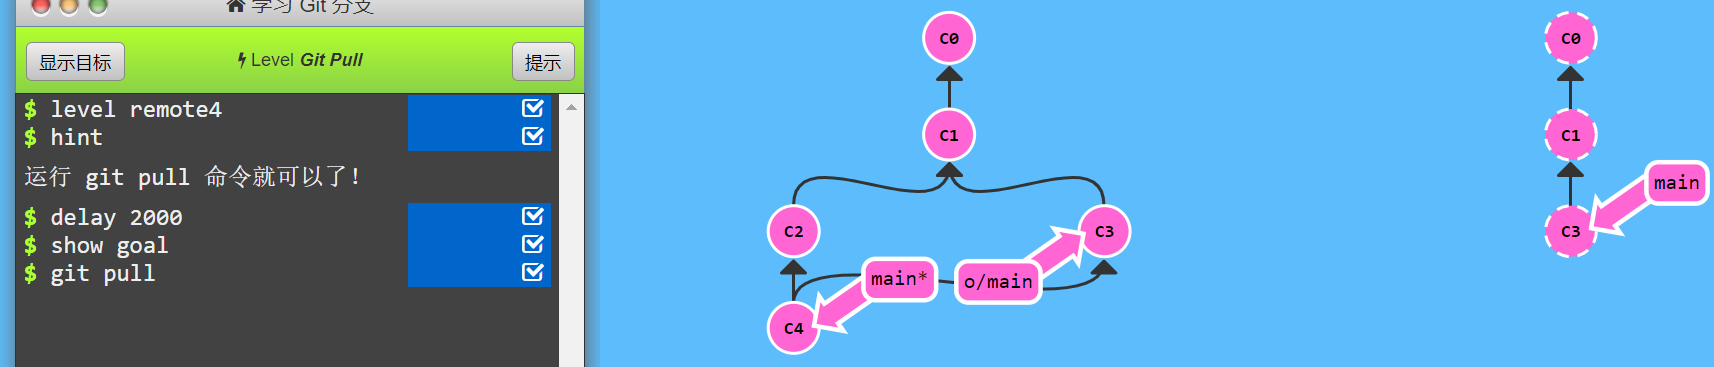 学习 Git 分支
显示目标
Level Git Pull
提示
$ level remote4
$ hint
运行 git pull 命令就可以了!
$ delay 2000
$ show goal
$ git pull
C0
C1
C2
C3
main*
o/main
C4
C0
C1
main
C3